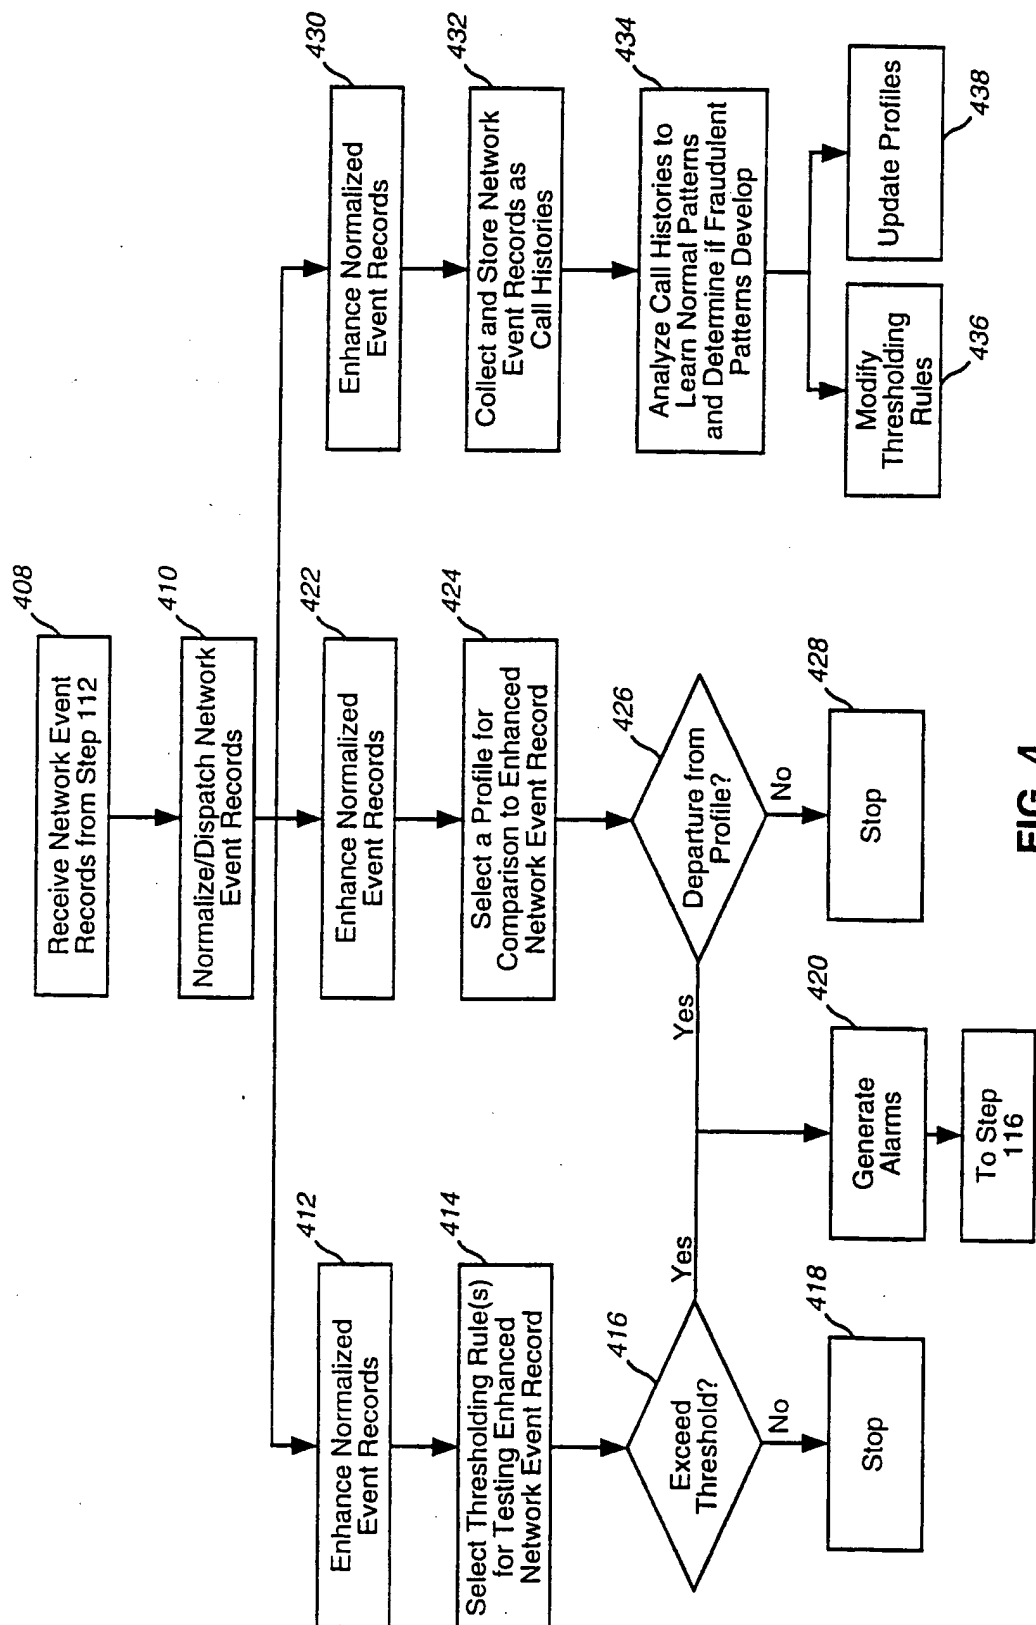 408
Receive Network Event
Records from Step 112
410
Normalize/Dispatch Network
Event Records
412
Enhance Normalized
Event Records
414
Select Thresholding Rule(s)
for Testing Enhanced
Network Event Record
416
Exceed
Threshold?
Yes
No
418
Stop
420
Generate
Alarms
To Step
116
422
Enhance Normalized
Event Records
424
Select a Profile for
Comparison to Enhanced
Network Event Record
426
Departure from
Profile?
Yes
No
428
Stop
430
Enhance Normalized
Event Records
432
Collect and Store Network
Event Records as
Call Histories
434
Analyze Call Histories to
Learn Normal Patterns
and Determine if Fraudulent
Patterns Develop
Modify
Thresholding
Rules
436
Update Profiles
438
FIG. 4